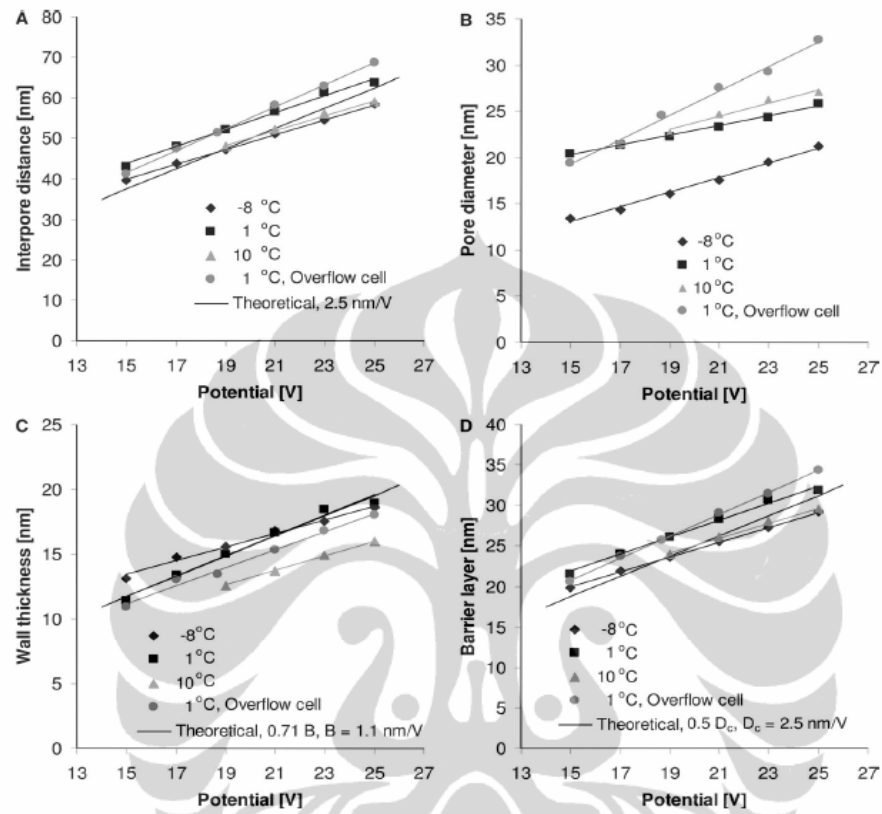 A
80
70
60
50
40
30
20
10
0
Interpore distance [nm]
-8 °C
1 °C
10 °C
1 °C, Overflow cell
Theoretical, 2.5 nm/V
13 15 17 19 21 23 25 27
Potential [V]
B
35
30
25
20
15
10
5
0
Pore diameter [nm]
-8°C
1°C
10°C
1°C, Overflow cell
13 15 17 19 21 23 25 27
Potential [V]
C
25
20
15
10
5
0
Wall thickness [nm]
-8°C
1°C
10°C
1°C, Overflow cell
Theoretical, 0.71 B, B = 1.1 nm/V
13 15 17 19 21 23 25 27
Potential [V]
D
40
35
30
25
20
15
10
5
0
Barrier layer [nm]
-8°C
1°C
10°C
1°C, Overflow cell
Theoretical, 0.5 Dc, Dc = 2.5 nm/V
13 15 17 19 21 23 25 27
Potential [V]